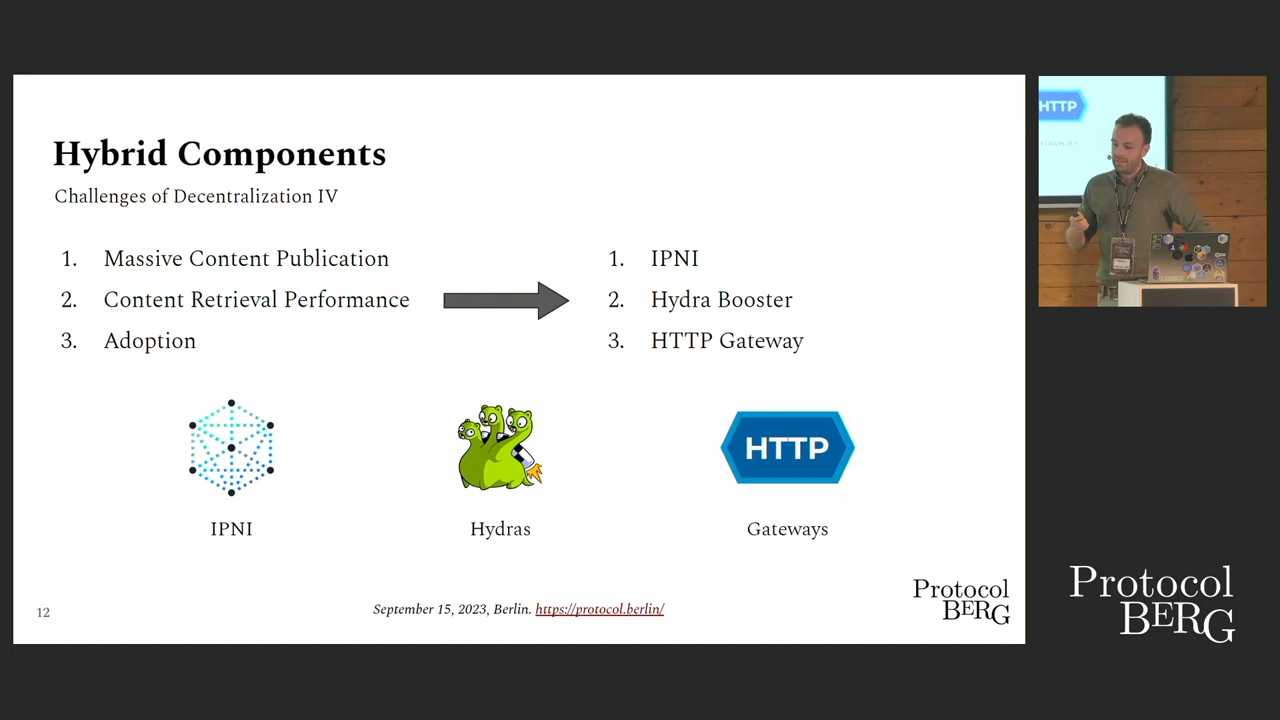 Hybrid Components
Challenges of Decentralization IV
1. Massive Content Publication
2. Content Retrieval Performance
3. Adoption
1. IPNI
2. Hydra Booster
3. HTTP Gateway
HTTP
IPNI
Hydras
Gateways
12
September 15, 2023, Berlin. https://protocol.berlin/
Protocol
BERG
HTTP
Gateways
Protocol
BERG